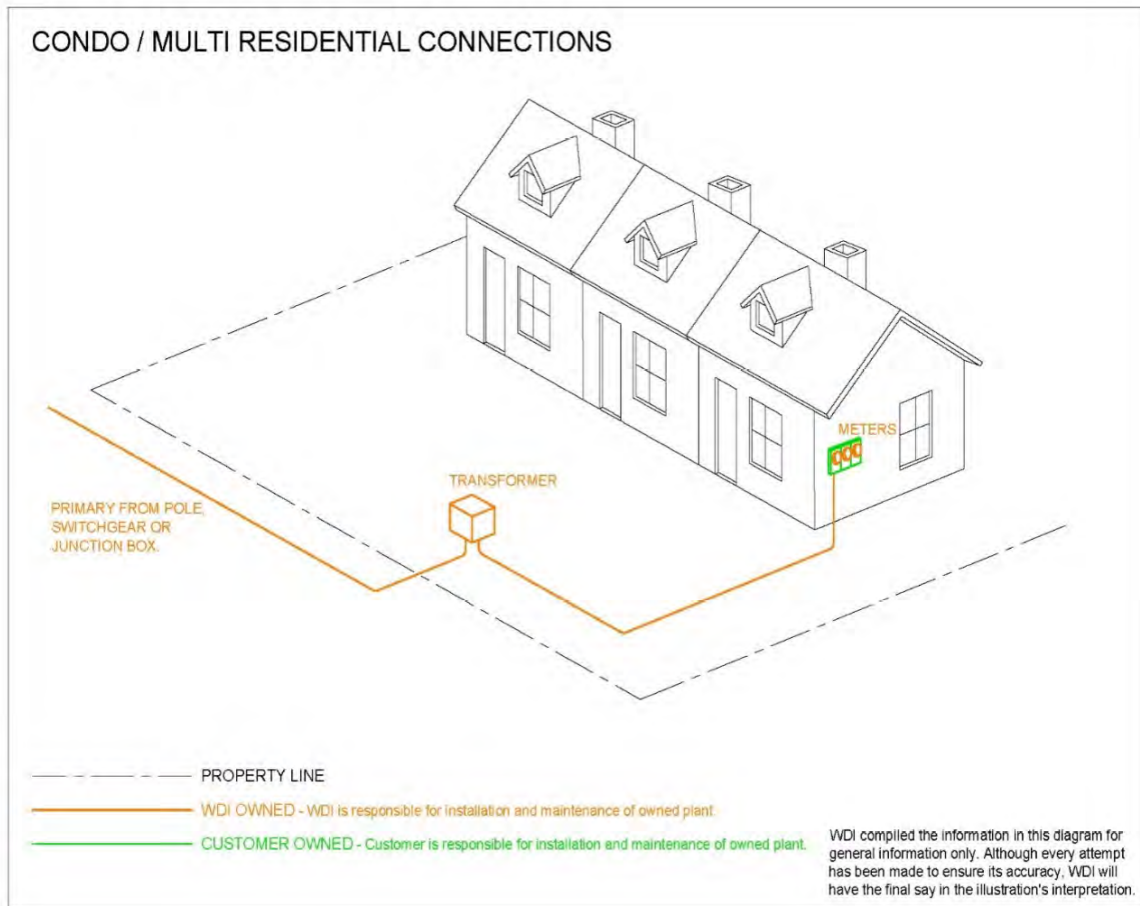 CONDO / MULTI RESIDENTIAL CONNECTIONS
METERS
TRANSFORMER
PRIMARY FROM POLE,
SWITCHGEAR OR
JUNCTION BOX.
PROPERTY LINE
WDI OWNED - WDI is responsible for installation and maintenance of owned plant.
CUSTOMER OWNED - Customer is responsible for installation and maintenance of owned plant.
WDI compiled the information in this diagram for
general information only. Although every attempt
has been made to ensure its accuracy, WDI will
have the final say in the illustration's interpretation.